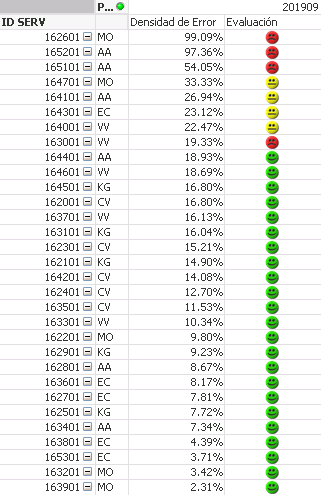 P... 201909
ID SERV Densidad de Error Evaluación
162601 MO 99.09%
165201 AA 97.36%
165101 AA 54.05%
164701 MO 33.33%
164101 AA 26.94%
164301 EC 23.12%
164001 VV 22.47%
163001 VV 19.33%
164401 AA 18.93%
164601 VV 18.69%
164501 KG 16.80%
162001 CV 16.80%
163701 VV 16.13%
163101 KG 16.04%
162301 CV 15.21%
162101 KG 14.90%
164201 CV 14.08%
162401 CV 12.70%
163501 CV 11.53%
163301 VV 10.34%
162201 MO 9.80%
162901 KG 9.23%
162801 AA 8.67%
163601 EC 8.17%
162701 EC 7.81%
162501 KG 7.72%
163401 AA 7.34%
163801 EC 4.39%
165301 EC 3.71%
163201 MO 3.42%
163901 MO 2.31%